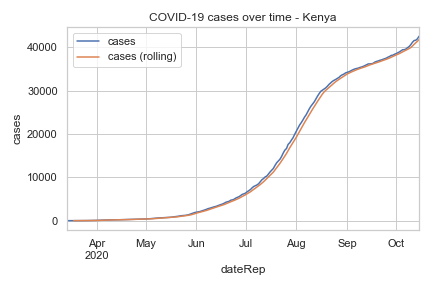 COVID-19 cases over time - Kenya
cases
cases (rolling)
40000
30000
20000
10000
0
cases
Apr May Jun Jul Aug Sep Oct
2020
dateRep